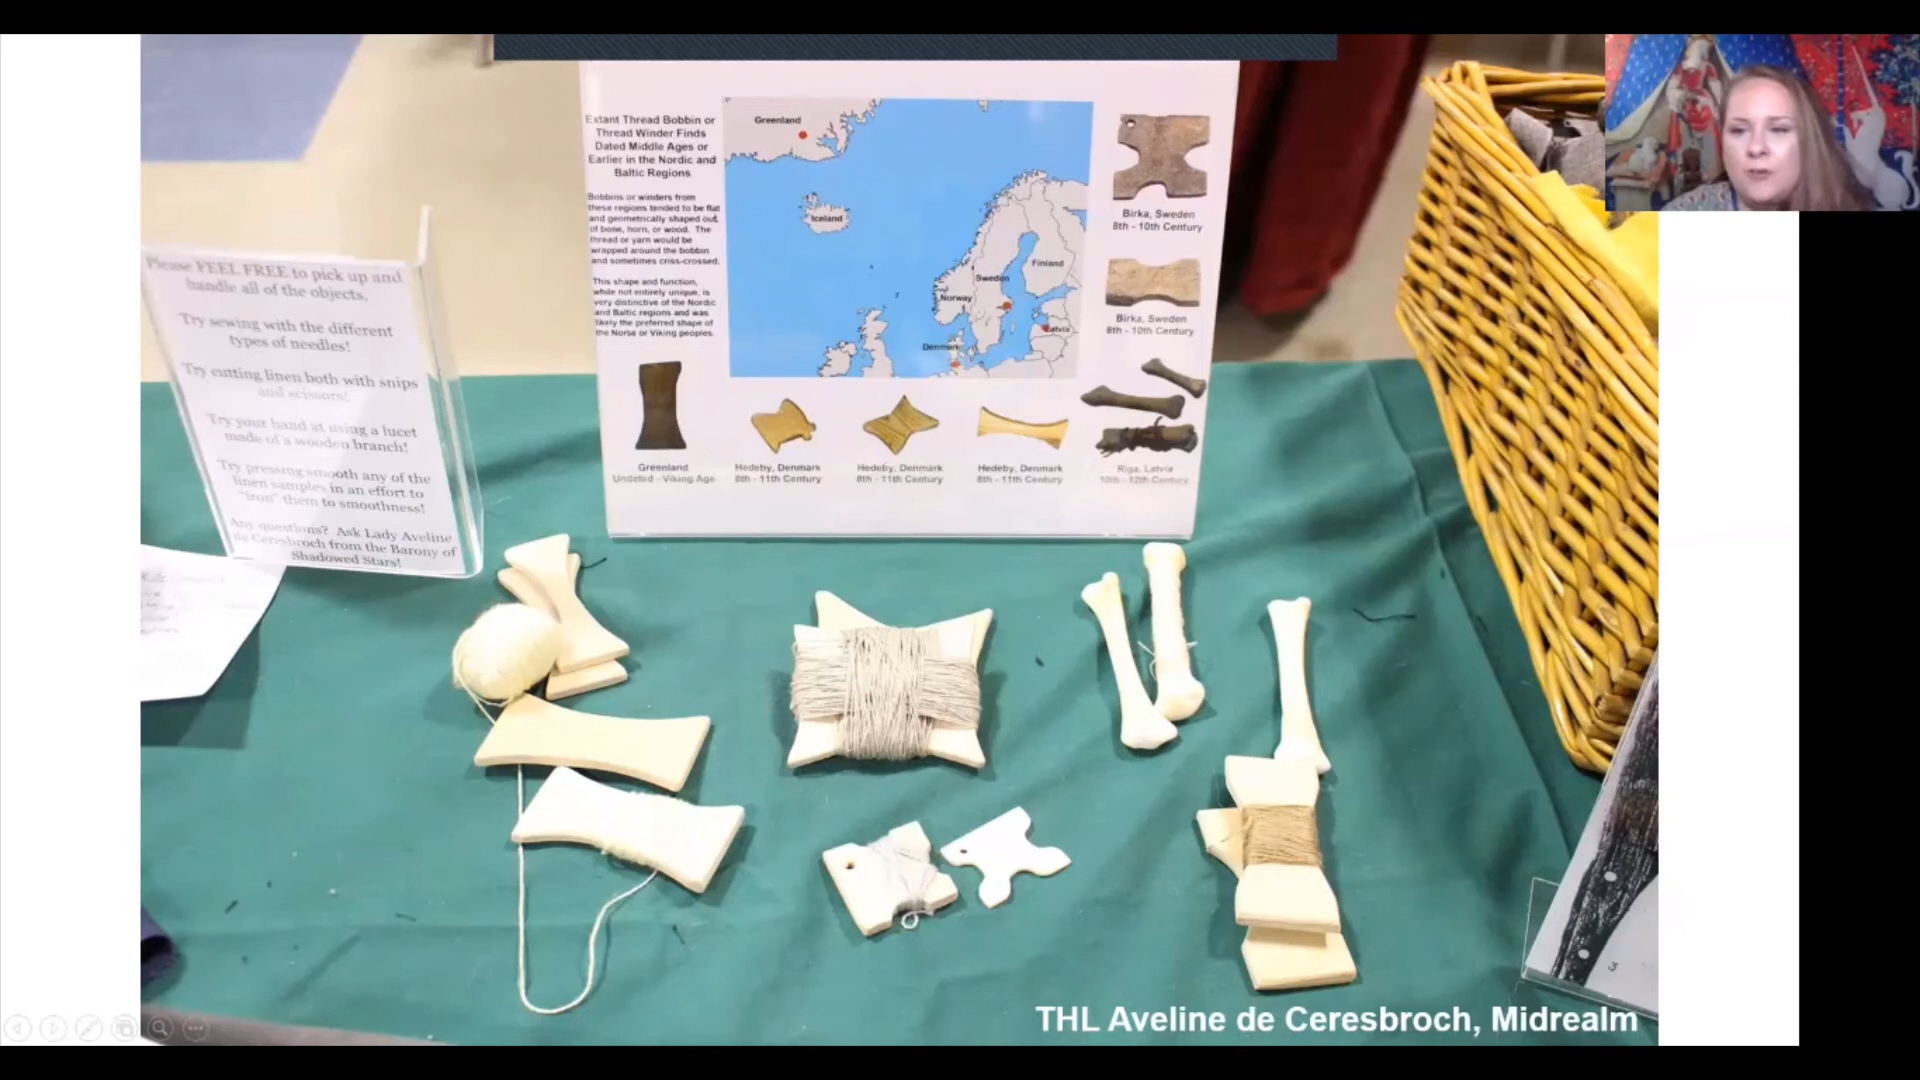 Please FEEL FREE to pick up and
handle all of the objects.
Try sewing with the different
types of needles!
Try cutting linen both with snips
and scissors!
Try your hand at using a lucet
made of a wooden branch!
Try pressing smooth any of the
linen samples in an effort to
"iron" them to smoothness!
Any questions? Ask Lady Aveline
de Ceresbroch from the Barony of
Shadowed Stars!
Extant Thread Bobbin or
Thread Winder Finds
Dated Middle Ages or
Earlier in the Nordic and
Baltic Regions
Bobbins or winders from
these regions tended to be flat
and geometrically shaped out
of bone, horn, or wood. The
thread or yarn would be
wrapped around the bobbin
and sometimes criss-crossed.
This shape and function,
while not entirely unique, is
very distinctive of the Nordic
and Baltic regions and was
likely the preferred shape of
the Norse or Viking peoples.
Greenland
Iceland
Finland
Sweden
Norway
Latvia
Denmark
Birka, Sweden
8th - 10th Century
Birka, Sweden
8th - 10th Century
Greenland
Undated - Viking Age
Hedeby, Denmark
8th - 11th Century
Hedeby, Denmark
8th - 11th Century
Hedeby, Denmark
8th - 11th Century
Riga, Latvia
10th - 12th Century
3
THL Aveline de Ceresbroch, Midrealm